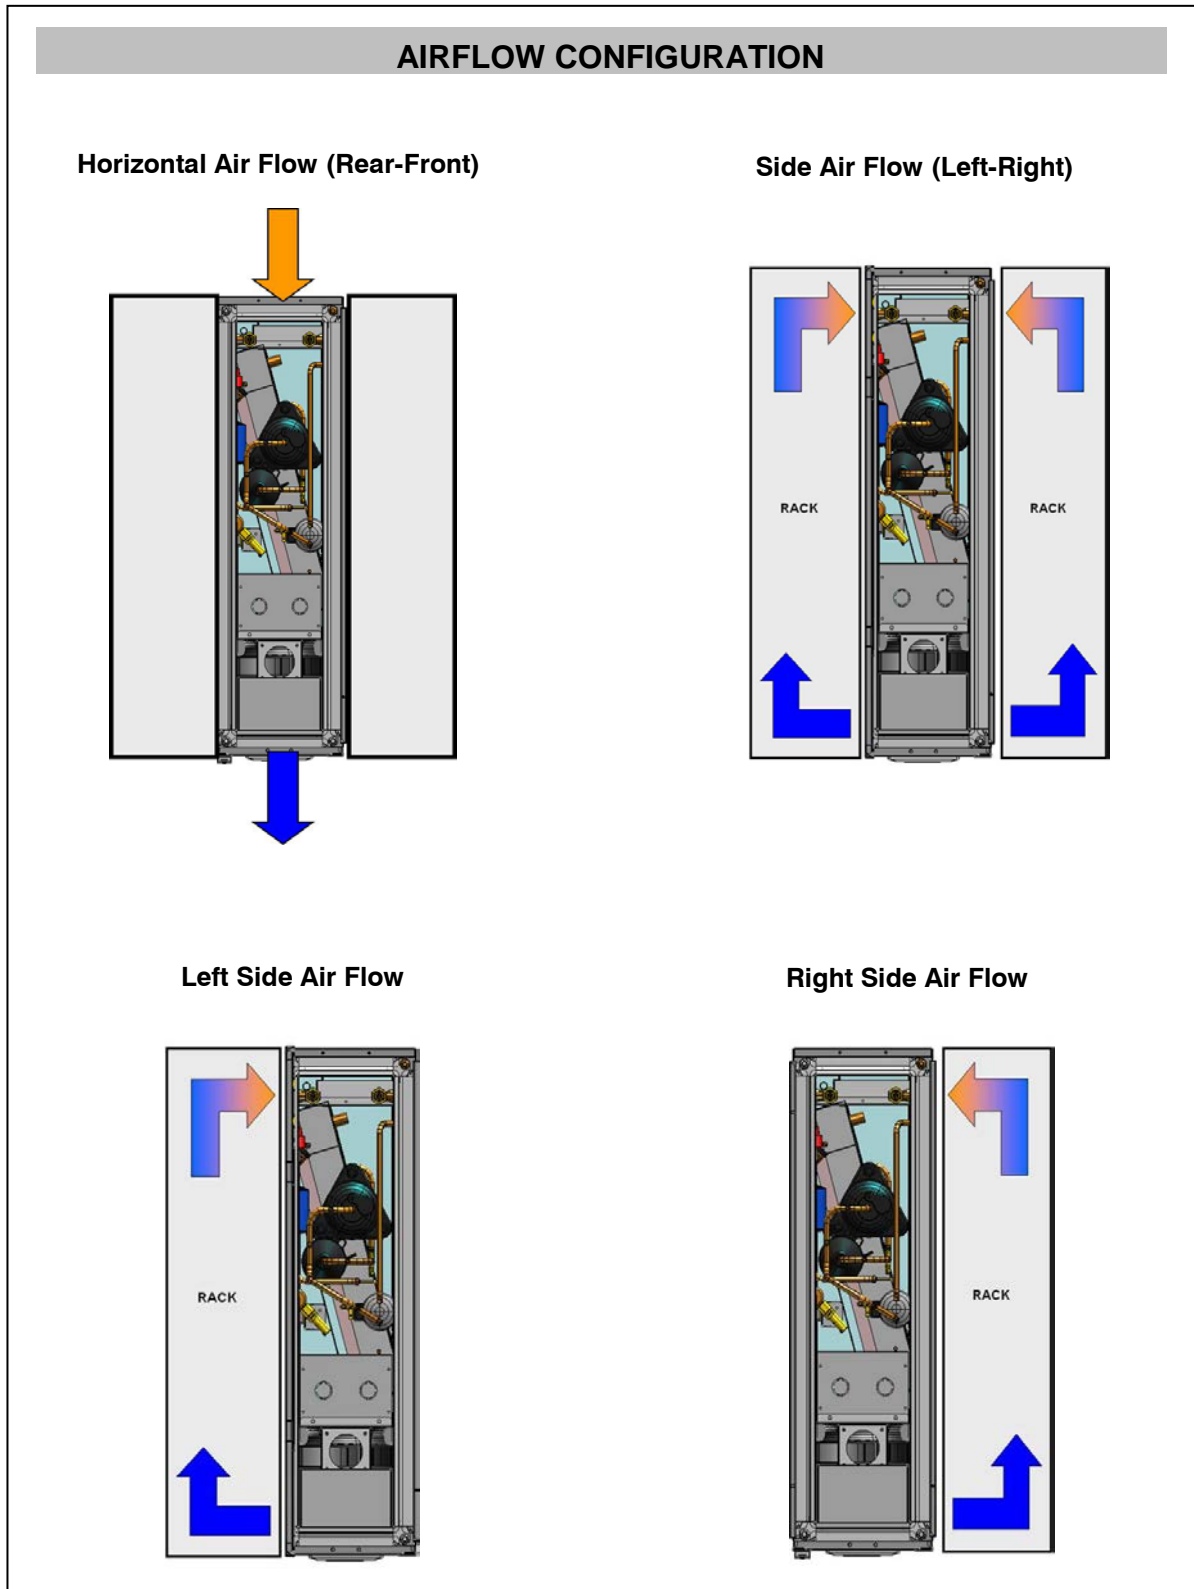 AIRFLOW CONFIGURATION
Horizontal Air Flow (Rear-Front)
Side Air Flow (Left-Right)
RACK
RACK
Left Side Air Flow
Right Side Air Flow
RACK
RACK